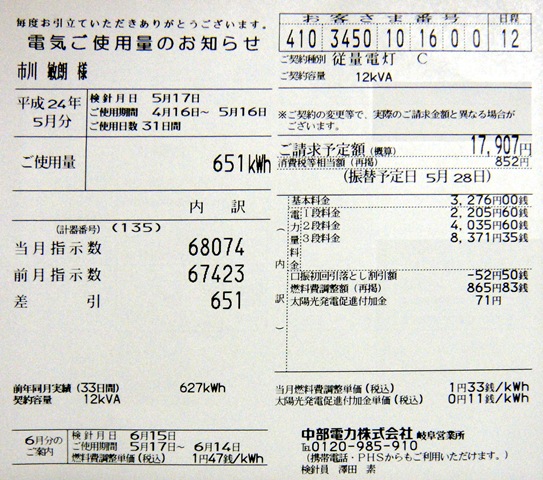 毎度お引立ていただきありがとうございます。
電気ご使用量のお知らせ
市川 敏朗 様
平成24年
5月分
検針月日 5月17日
ご使用期間 4月16日～ 5月16日
ご使用日数 31日間
ご使用量 651kWh
内 訳
(計器番号) (135)
当月指示数 68074
前月指示数 67423
差 引 651
前年同月実績 (33日間) 627kWh
契約容量 12kVA
6月分の
ご案内
検針月日 6月15日
ご使用期間 5月17日～ 6月14日
燃料費調整単価(税込) 1円47銭/kWh
お客さま番号 日程
410 3450 10 16 0 0 12
ご契約種別 従量電灯 C
ご契約容量 12kVA
※ご契約の変更等で、実際のご請求金額と異なる場合が
ございます。
ご請求予定額(概算) 17,907円
消費税等相当額(再掲) 852円
(振替予定日 5月28日)
(内訳)
基本料金 3,276円00銭
電力量料金
1段料金 2,205円60銭
2段料金 4,035円60銭
3段料金 8,371円35銭
口振初回引落とし割引額 -52円50銭
燃料費調整額(再掲) 865円83銭
太陽光発電促進付加金 71円
当月燃料費調整単価(税込) 1円33銭/kWh
太陽光発電促進付加金単価(税込) 0円11銭/kWh
中部電力株式会社 岐阜営業所
℡0120-985-910
(携帯電話・PHSからもご利用いただけます。)
検針員 澤田 素